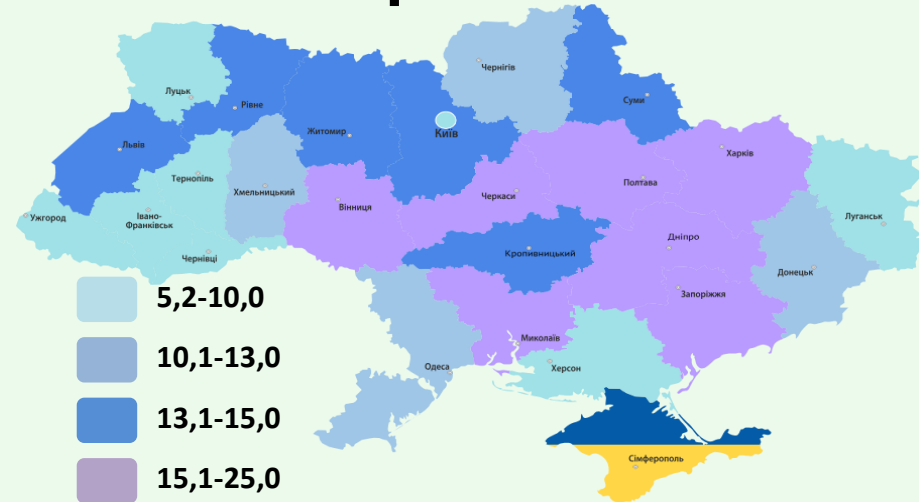 Чернігів
Луцьк
Рівне
Суми
Житомир
Київ
Львів
Харків
Тернопіль
Хмельницький
Полтава
Черкаси
Вінниця
Ужгород
Івано-
Франківськ
Луганськ
Дніпро
Чернівці
Кропивницький
Донецьк
Запоріжжя
5,2-10,0
Миколаїв
10,1-13,0
Одеса
Херсон
13,1-15,0
Сімферополь
15,1-25,0